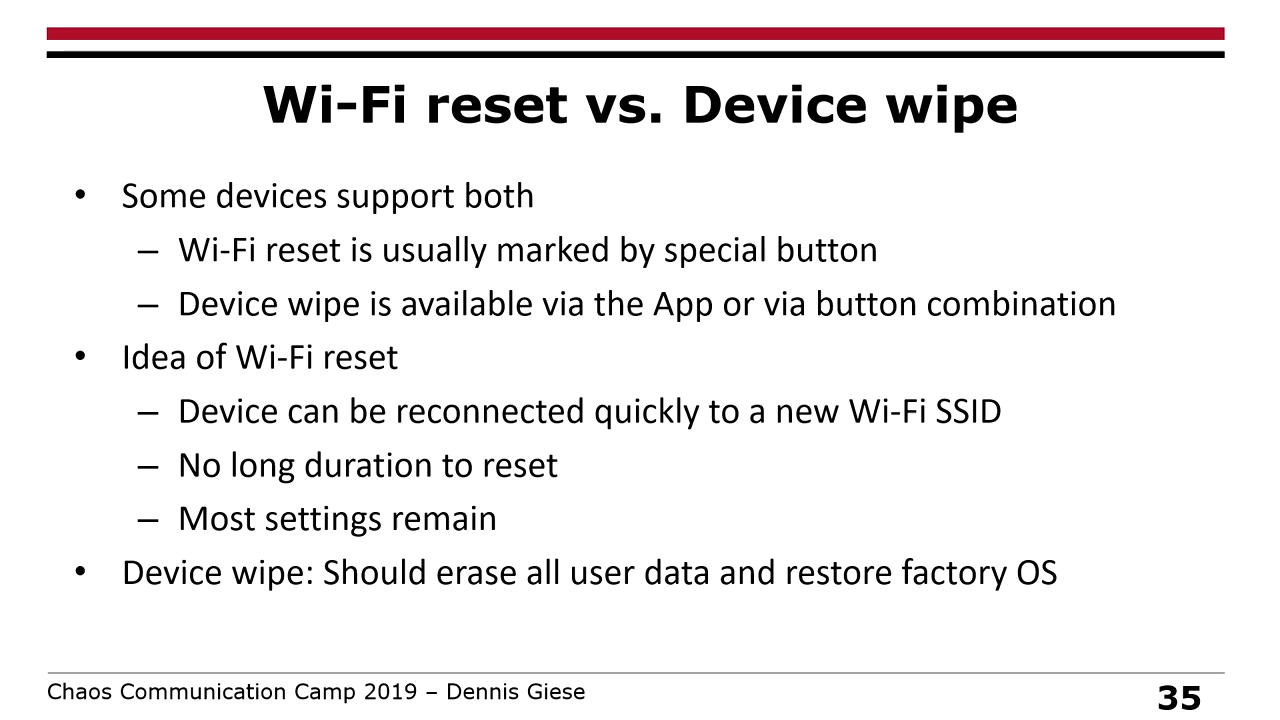 Wi-Fi reset vs. Device wipe
• Some devices support both
– Wi-Fi reset is usually marked by special button
– Device wipe is available via the App or via button combination
• Idea of Wi-Fi reset
– Device can be reconnected quickly to a new Wi-Fi SSID
– No long duration to reset
– Most settings remain
• Device wipe: Should erase all user data and restore factory OS
Chaos Communication Camp 2019 – Dennis Giese
35